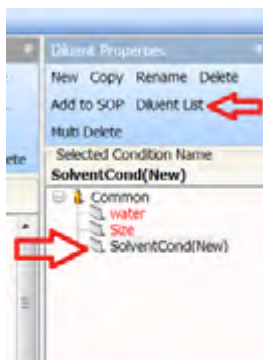 Diluent Properties
New Copy Rename Delete
Add to SOP Diluent List
Multi Delete
ete
Selected Condition Name
SolventCond(New)
Common
water
Size
SolventCond(New)